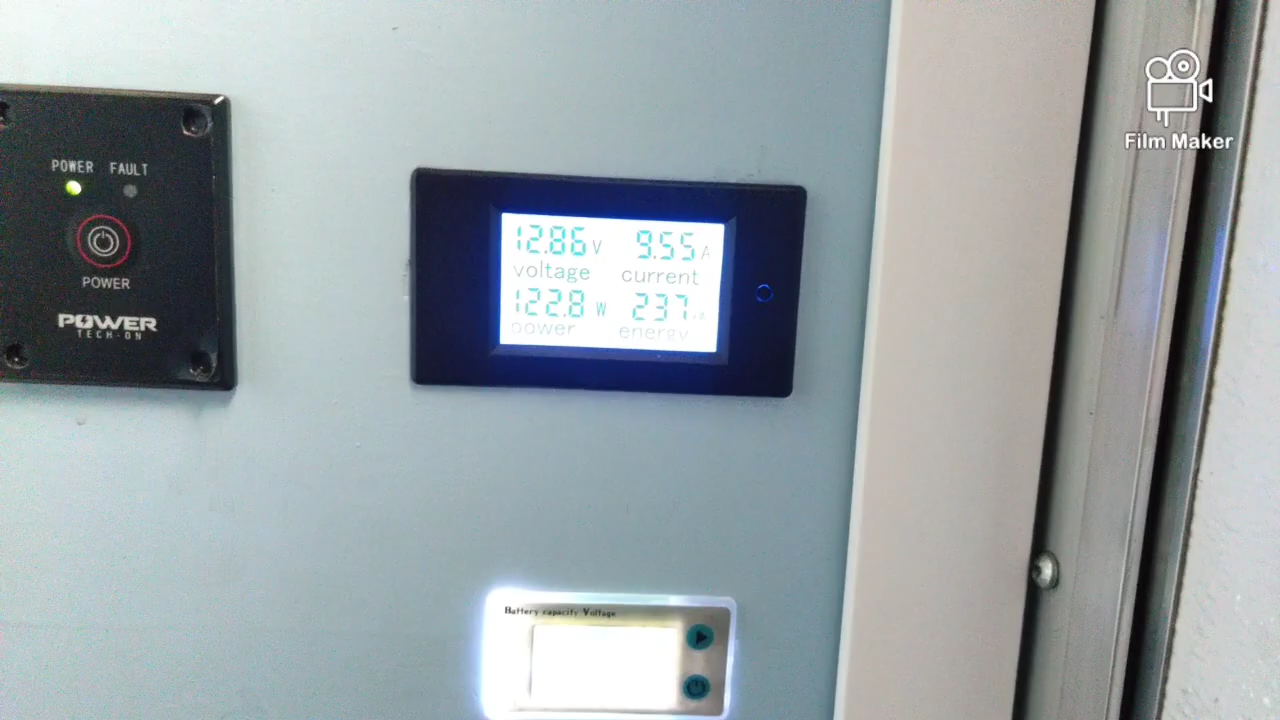 Film Maker
POWER FAULT
POWER
POWER
TECH-ON
12.86 V 9.55 A
voltage current
122.8 W 237
power energy
Battery capacity Voltage